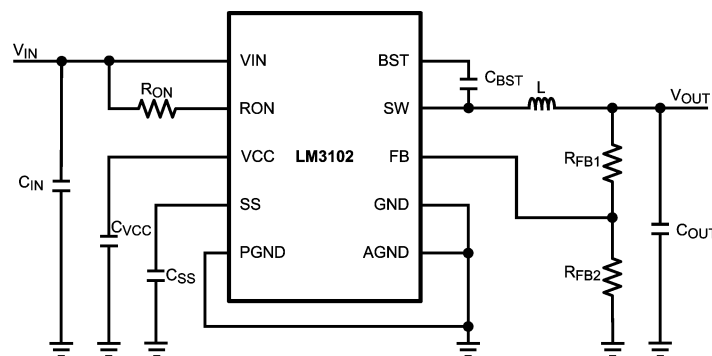 VIN
RON
CIN
CVCC
CSS
VIN
RON
VCC
SS
PGND
LM3102
BST
SW
FB
GND
AGND
CBST
L
VOUT
RFB1
RFB2
COUT